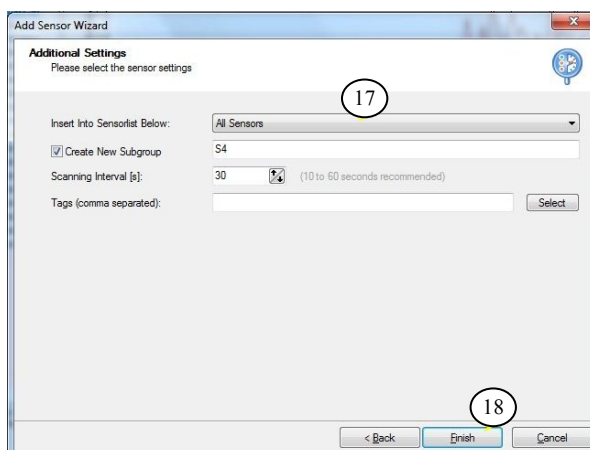 Add Sensor Wizard
Additional Settings
Please select the sensor settings
17
Insert Into Sensorlist Below: All Sensors
Create New Subgroup S4
Scanning Interval [s]: 30 (10 to 60 seconds recommended)
Tags (comma separated): Select
18
< Back Finish Cancel